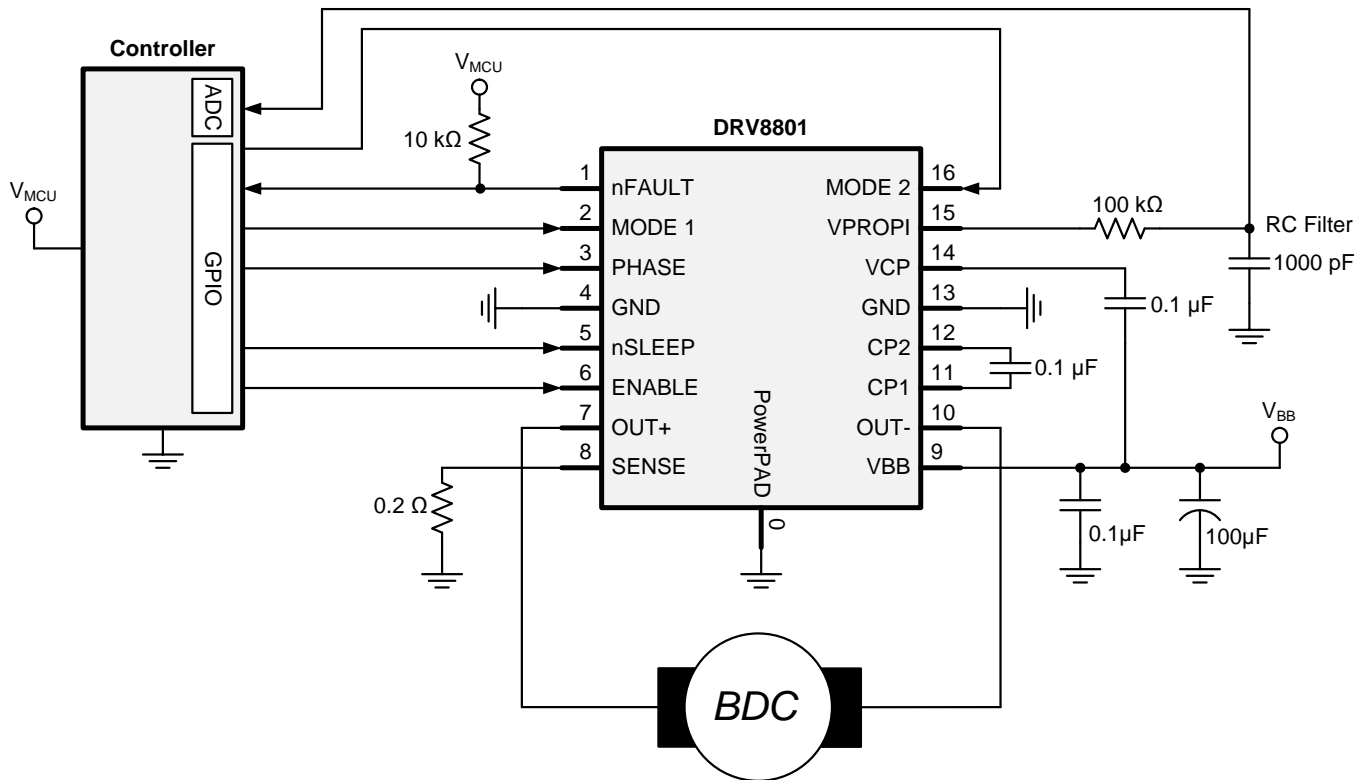 Controller
ADC
GPIO
VMCU
VMCU
10 kΩ
DRV8801
1
nFAULT
2
MODE 1
3
PHASE
4
GND
5
nSLEEP
6
ENABLE
7
OUT+
8
SENSE
16
MODE 2
15
VPROPI
14
VCP
13
GND
12
CP2
11
CP1
10
OUT-
9
VBB
PowerPAD
0
100 kΩ
RC Filter
1000 pF
0.1 µF
0.1 µF
VBB
0.1µF
100µF
0.2 Ω
BDC